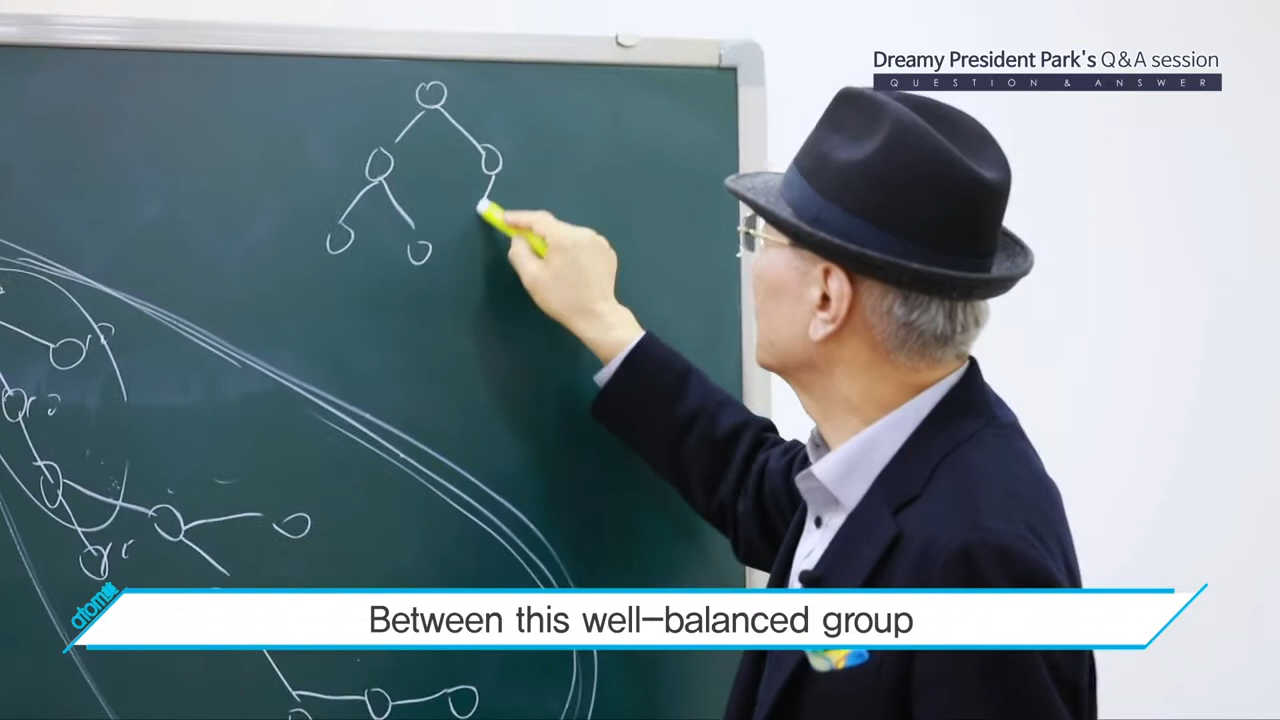 Dreamy President Park's Q&A session
QUESTION & ANSWER
atomy
Between this well-balanced group